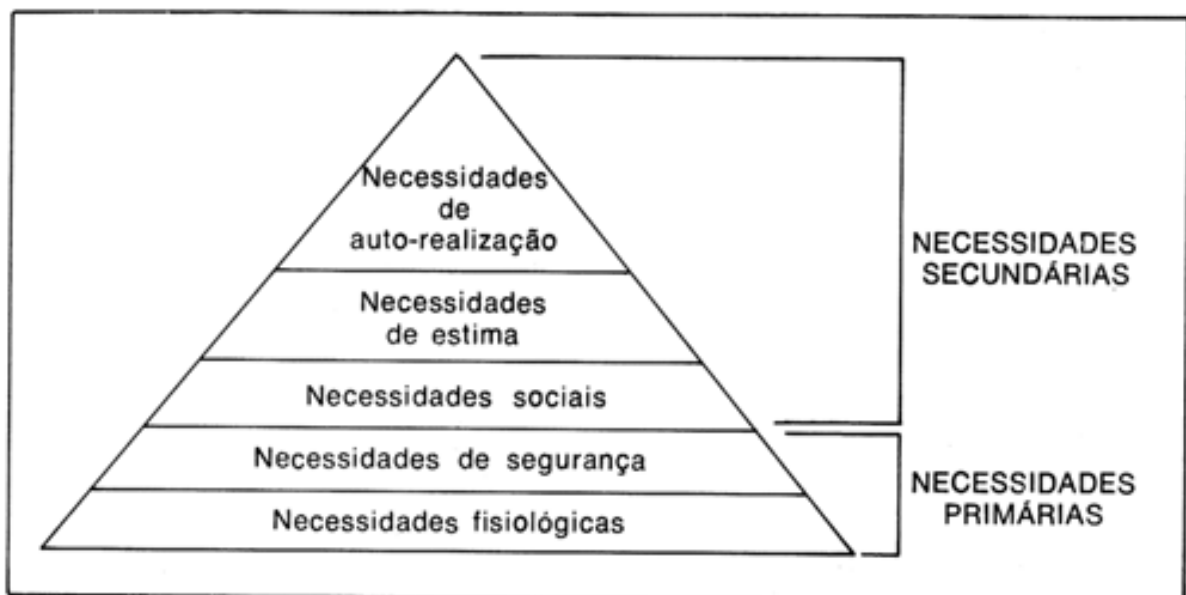 Necessidades
de
auto-realização
Necessidades
de estima
Necessidades sociais
Necessidades de segurança
Necessidades fisiológicas
NECESSIDADES
SECUNDÁRIAS
NECESSIDADES
PRIMÁRIAS